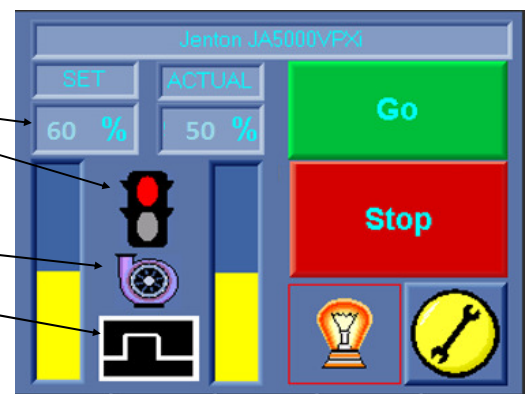 Jenton JA5000VPXi
SET
ACTUAL
60 %
50 %
Go
Stop